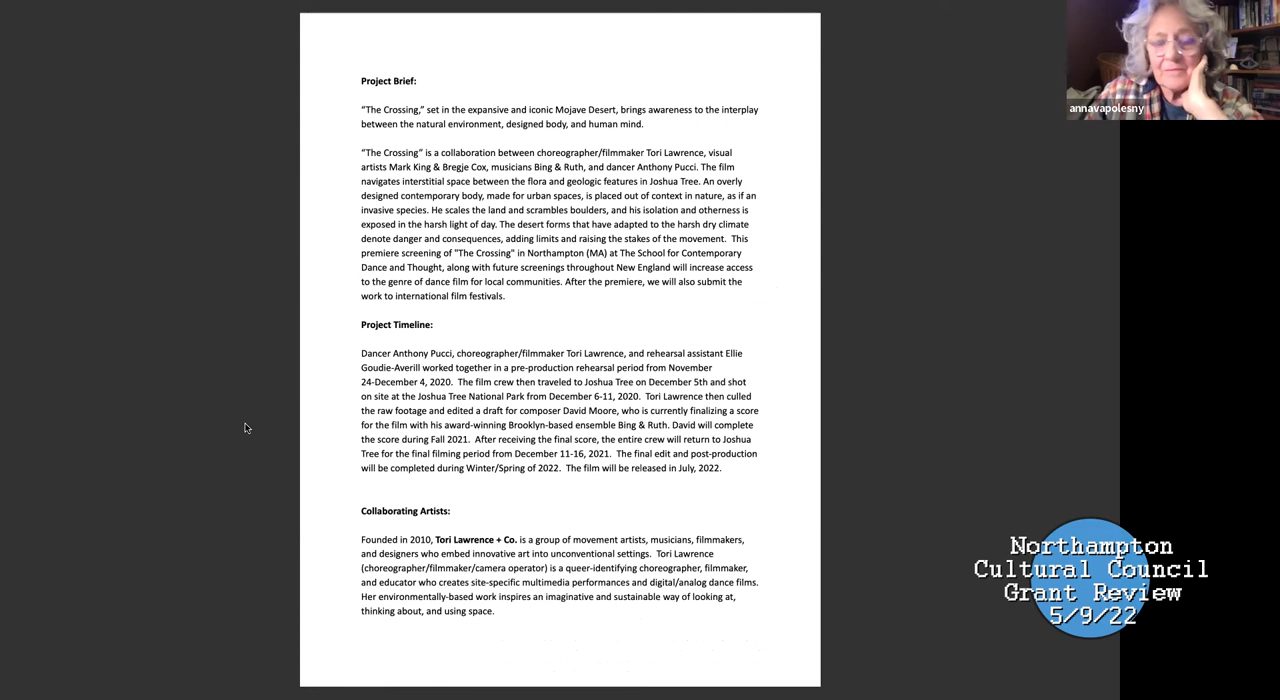 Project Brief:
“The Crossing,” set in the expansive and iconic Mojave Desert, brings awareness to the interplay
between the natural environment, designed body, and human mind.
“The Crossing” is a collaboration between choreographer/filmmaker Tori Lawrence, visual
artists Mark King & Bregje Cox, musicians Bing & Ruth, and dancer Anthony Pucci. The film
navigates interstitial space between the flora and geologic features in Joshua Tree. An overly
designed contemporary body, made for urban spaces, is placed out of context in nature, as if an
invasive species. He scales the land and scrambles boulders, and his isolation and otherness is
exposed in the harsh light of day. The desert forms that have adapted to the harsh dry climate
denote danger and consequences, adding limits and raising the stakes of the movement.  This
premiere screening of "The Crossing" in Northampton (MA) at The School for Contemporary
Dance and Thought, along with future screenings throughout New England will increase access
to the genre of dance film for local communities. After the premiere, we will also submit the
work to international film festivals.
Project Timeline:
Dancer Anthony Pucci, choreographer/filmmaker Tori Lawrence, and rehearsal assistant Ellie
Goudie-Averill worked together in a pre-production rehearsal period from November
24-December 4, 2020.  The film crew then traveled to Joshua Tree on December 5th and shot
on site at the Joshua Tree National Park from December 6-11, 2020.  Tori Lawrence then culled
the raw footage and edited a draft for composer David Moore, who is currently finalizing a score
for the film with his award-winning Brooklyn-based ensemble Bing & Ruth. David will complete
the score during Fall 2021.  After receiving the final score, the entire crew will return to Joshua
Tree for the final filming period from December 11-16, 2021.  The final edit and post-production
will be completed during Winter/Spring of 2022.  The film will be released in July, 2022.
Collaborating Artists:
Founded in 2010, Tori Lawrence + Co. is a group of movement artists, musicians, filmmakers,
and designers who embed innovative art into unconventional settings.  Tori Lawrence
(choreographer/filmmaker/camera operator) is a queer-identifying choreographer, filmmaker,
and educator who creates site-specific multimedia performances and digital/analog dance films.
Her environmentally-based work inspires an imaginative and sustainable way of looking at,
thinking about, and using space.
annavapolesny
Northampton
Cultural Council
Grant Review
5/9/22